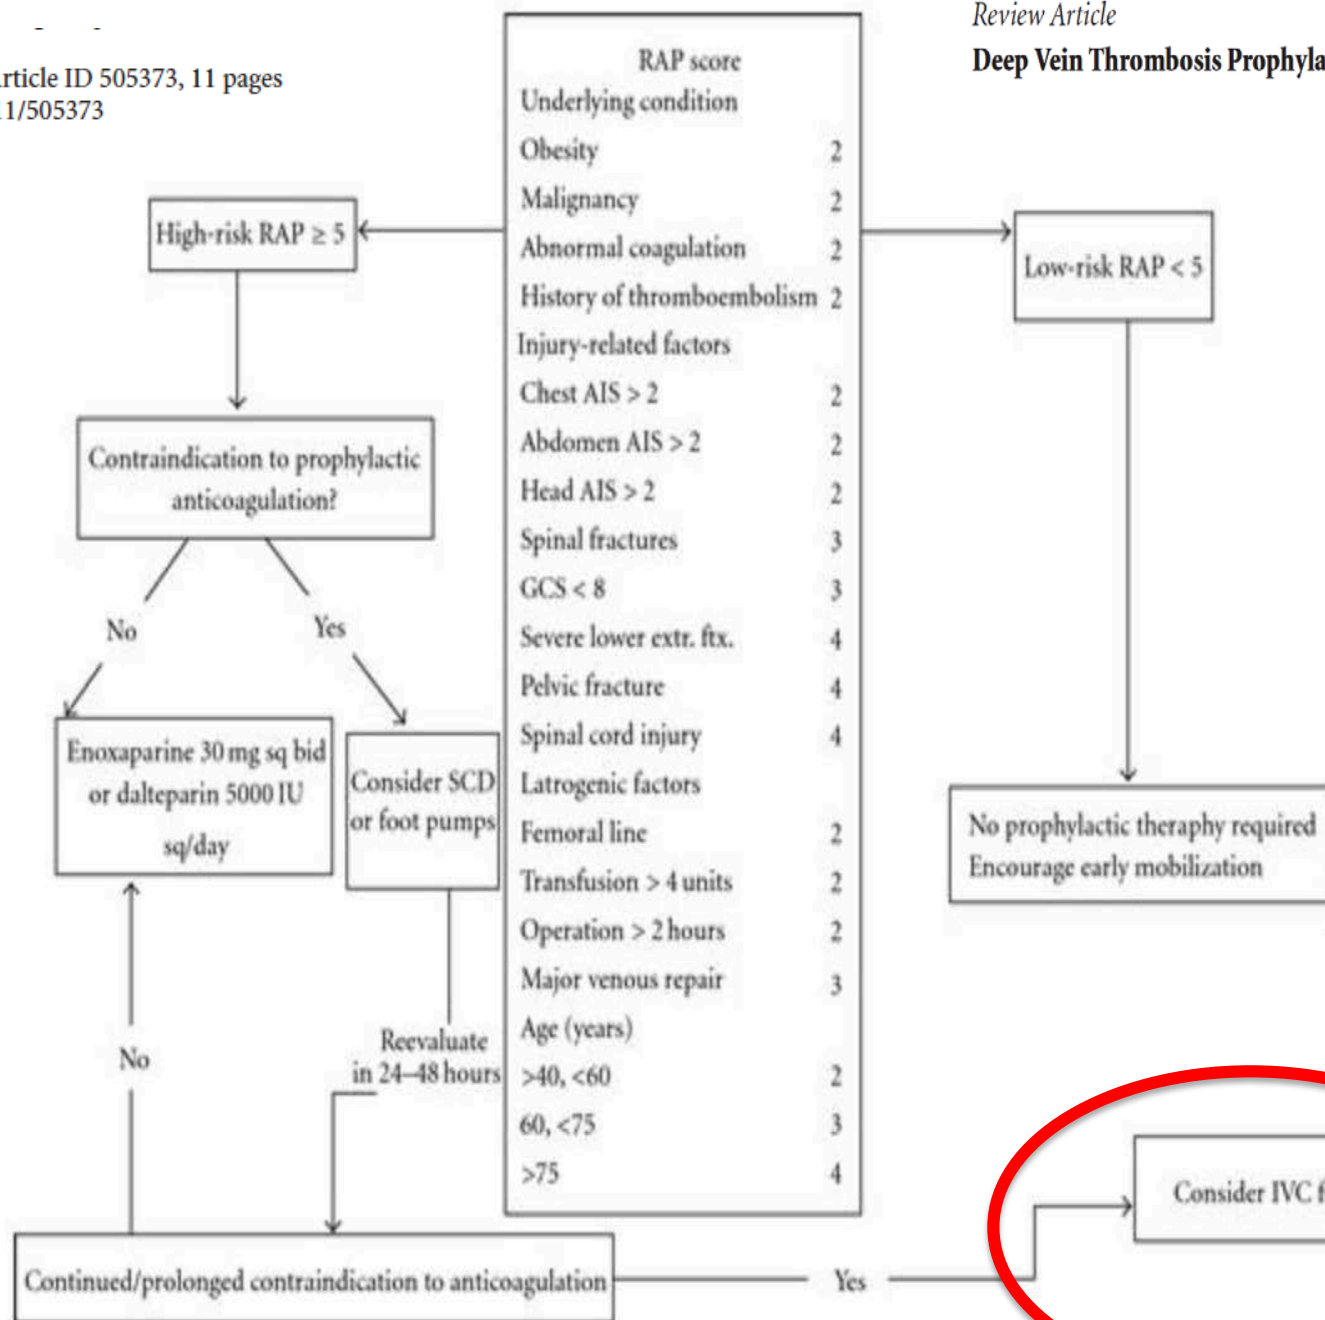 Article ID 505373, 11 pages
11/505373
Review Article
Deep Vein Thrombosis Prophyla
RAP score
Underlying condition
Obesity 2
Malignancy 2
Abnormal coagulation 2
History of thromboembolism 2
Injury-related factors
Chest AIS > 2 2
Abdomen AIS > 2 2
Head AIS > 2 2
Spinal fractures 3
GCS < 8 3
Severe lower extr. ftx. 4
Pelvic fracture 4
Spinal cord injury 4
Latrogenic factors
Femoral line 2
Transfusion > 4 units 2
Operation > 2 hours 2
Major venous repair 3
Age (years)
>40, <60 2
60, <75 3
>75 4
High-risk RAP ≥ 5
Contraindication to prophylactic
anticoagulation?
No
Yes
Enoxaparine 30 mg sq bid
or dalteparin 5000 IU
sq/day
Consider SCD
or foot pumps
Reevaluate
in 24–48 hours
No
Continued/prolonged contraindication to anticoagulation
Yes
Low-risk RAP < 5
No prophylactic theraphy required
Encourage early mobilization
Consider IVC f